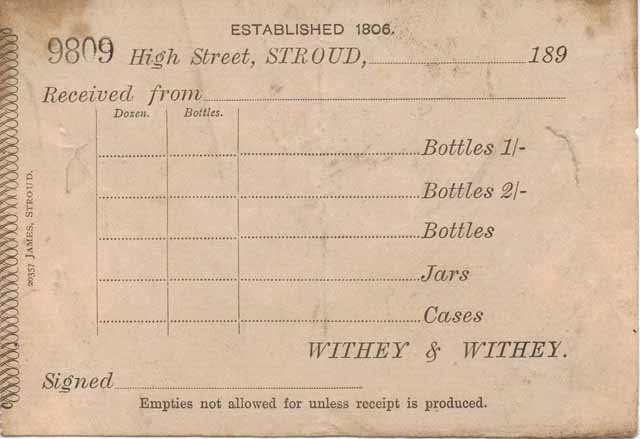 ESTABLISHED 1806.
9809 High Street, STROUD, 189
Received from
Dozen. Bottles.
Bottles 1/-
Bottles 2/-
Bottles
Jars
Cases
WITHEY & WITHEY.
Signed
Empties not allowed for unless receipt is produced.
20357 JAMES, STROUD.